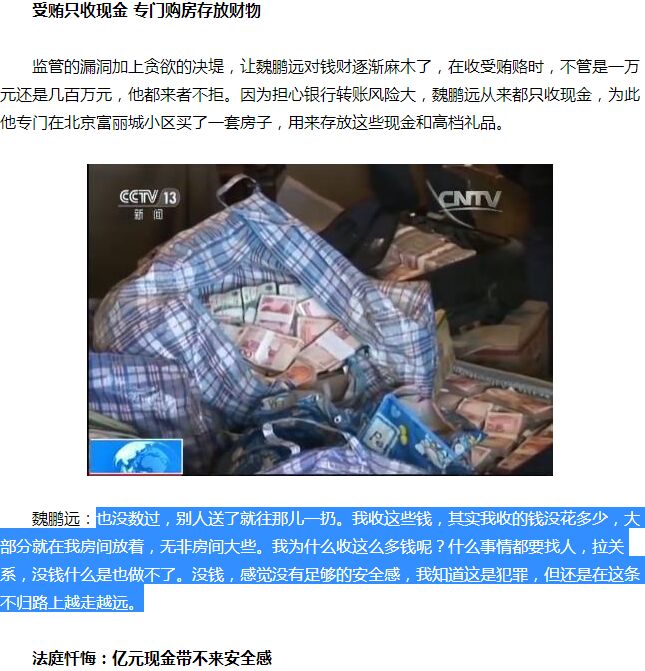 受贿只收现金 专门购房存放财物
监管的漏洞加上贪欲的决堤，让魏鹏远对钱财逐渐麻木了，在收受贿赂时，不管是一万
元还是几百万元，他都来者不拒。因为担心银行转账风险大，魏鹏远从来都只收现金，为此
他专门在北京富丽城小区买了一套房子，用来存放这些现金和高档礼品。
CCTV 13
新闻
CNTV
魏鹏远：也没数过，别人送了就往那儿一扔。我收这些钱，其实我收的钱没花多少，大
部分就在我房间放着，无非房间大些。我为什么收这么多钱呢？什么事情都要找人，拉关
系，没钱什么是也做不了。没钱，感觉没有足够的安全感，我知道这是犯罪，但还是在这条
不归路上越走越远。
法庭忏悔：亿元现金带不来安全感